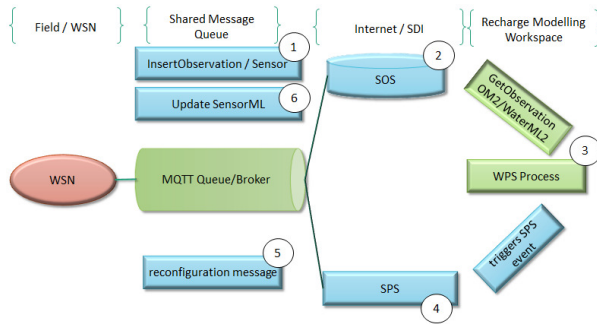 Field / WSN
Shared Message
Queue
Internet / SDI
Recharge Modelling
Workspace
1
InsertObservation / Sensor
2
SOS
6
Update SensorML
GetObservation
OM2/WaterML2
3
WSN
MQTT Queue/Broker
WPS Process
5
reconfiguration message
triggers SPS
event
SPS
4